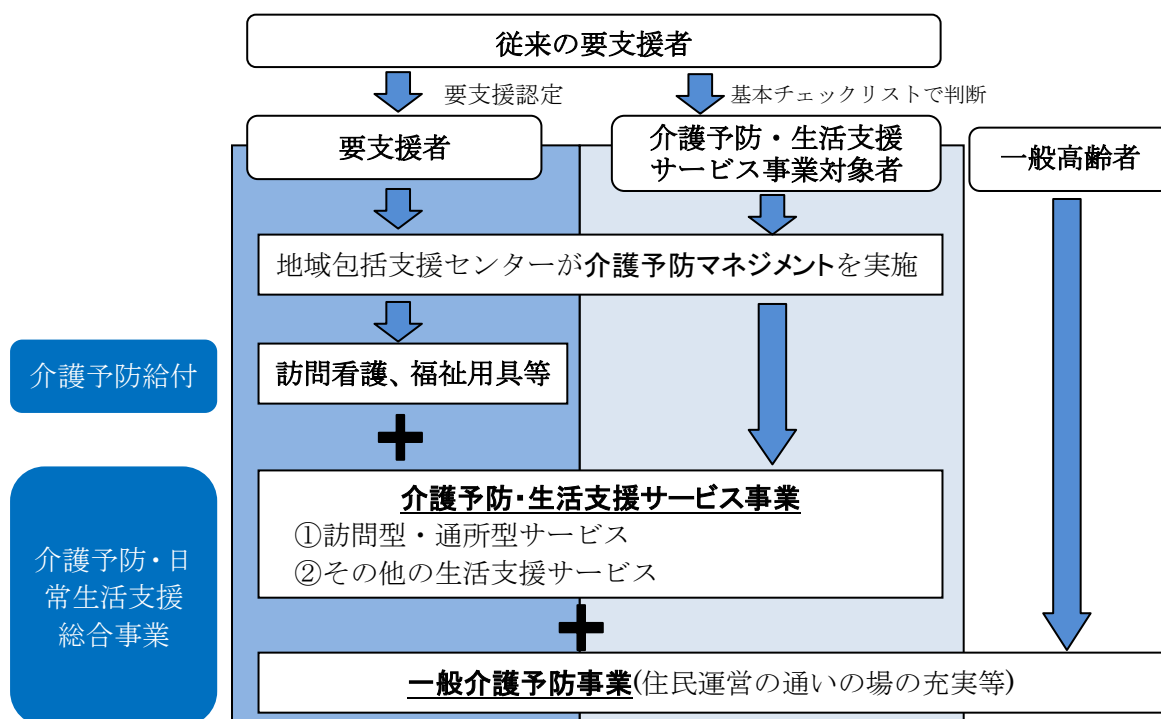 従来の要支援者
要支援認定
基本チェックリストで判断
要支援者
介護予防・生活支援
サービス事業対象者
一般高齢者
地域包括支援センターが介護予防マネジメントを実施
介護予防給付
訪問看護、福祉用具等
介護予防・日
常生活支援
総合事業
介護予防・生活支援サービス事業
①訪問型・通所型サービス
②その他の生活支援サービス
一般介護予防事業(住民運営の通いの場の充実等)